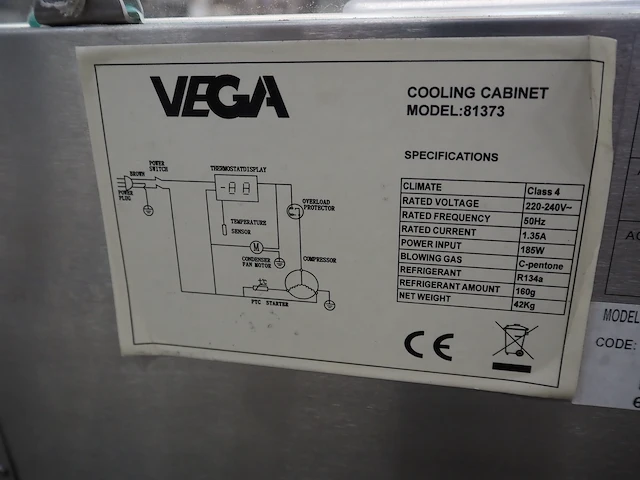 VEGA
COOLING CABINET
MODEL:81373
SPECIFICATIONS
CLIMATE Class 4
RATED VOLTAGE 220-240V~
RATED FREQUENCY 50Hz
RATED CURRENT 1.35A
POWER INPUT 185W
BLOWING GAS C-pentone
REFRIGERANT R134a
REFRIGERANT AMOUNT 160g
NET WEIGHT 42Kg
POWER
SWITCH
BROWN
POWER
PLUG
THERMOSTATDISPLAY
OVERLOAD
PROTECTOR
TEMPERATURE
SENSOR
M
CONDENSER
FAN MOTOR
COMPRESSOR
PTC STARTER
CE
MODEL
CODE: